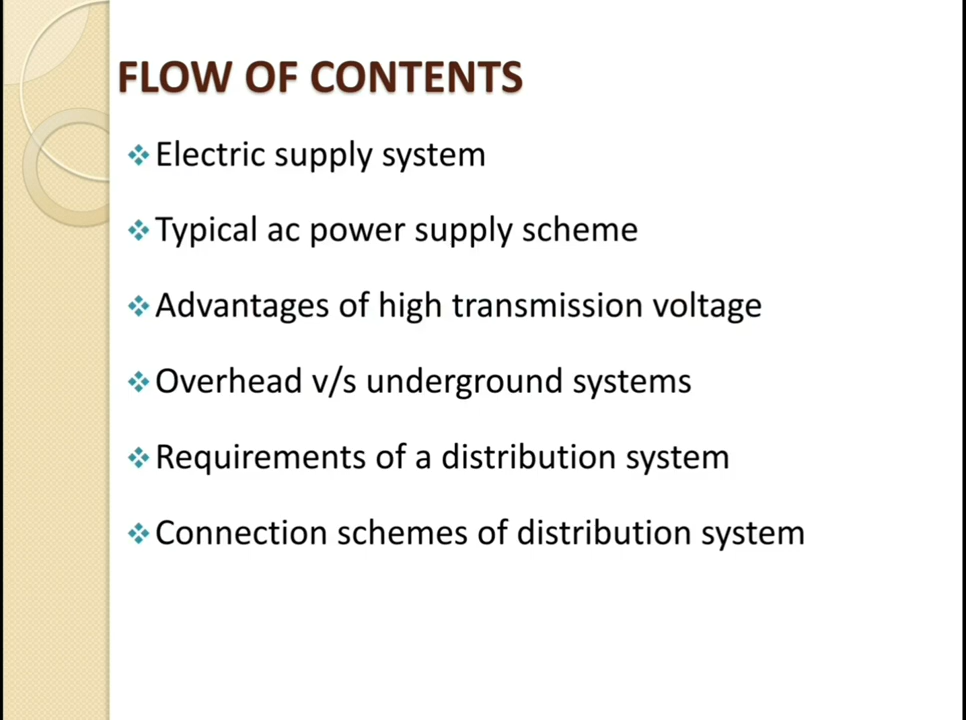 FLOW OF CONTENTS
Electric supply system
Typical ac power supply scheme
Advantages of high transmission voltage
Overhead v/s underground systems
Requirements of a distribution system
Connection schemes of distribution system